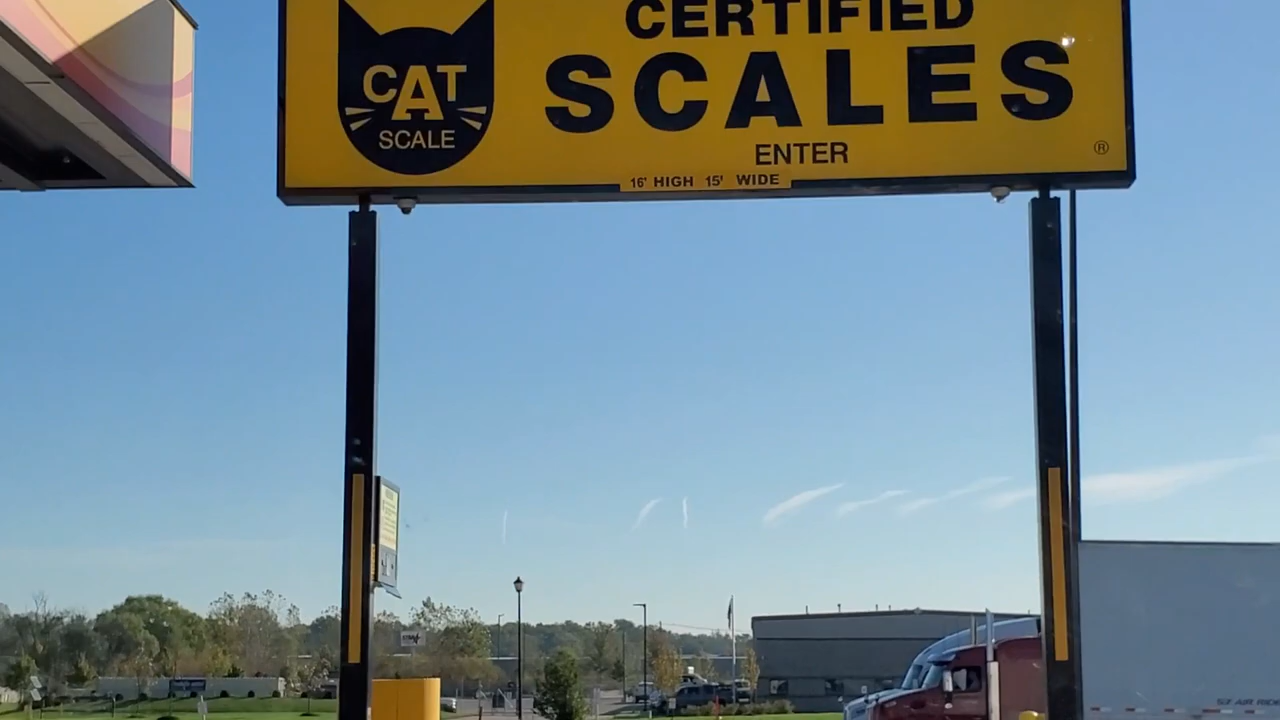 CERTIFIED
CAT
SCALE
SCALES
ENTER
®
16' HIGH 15' WIDE